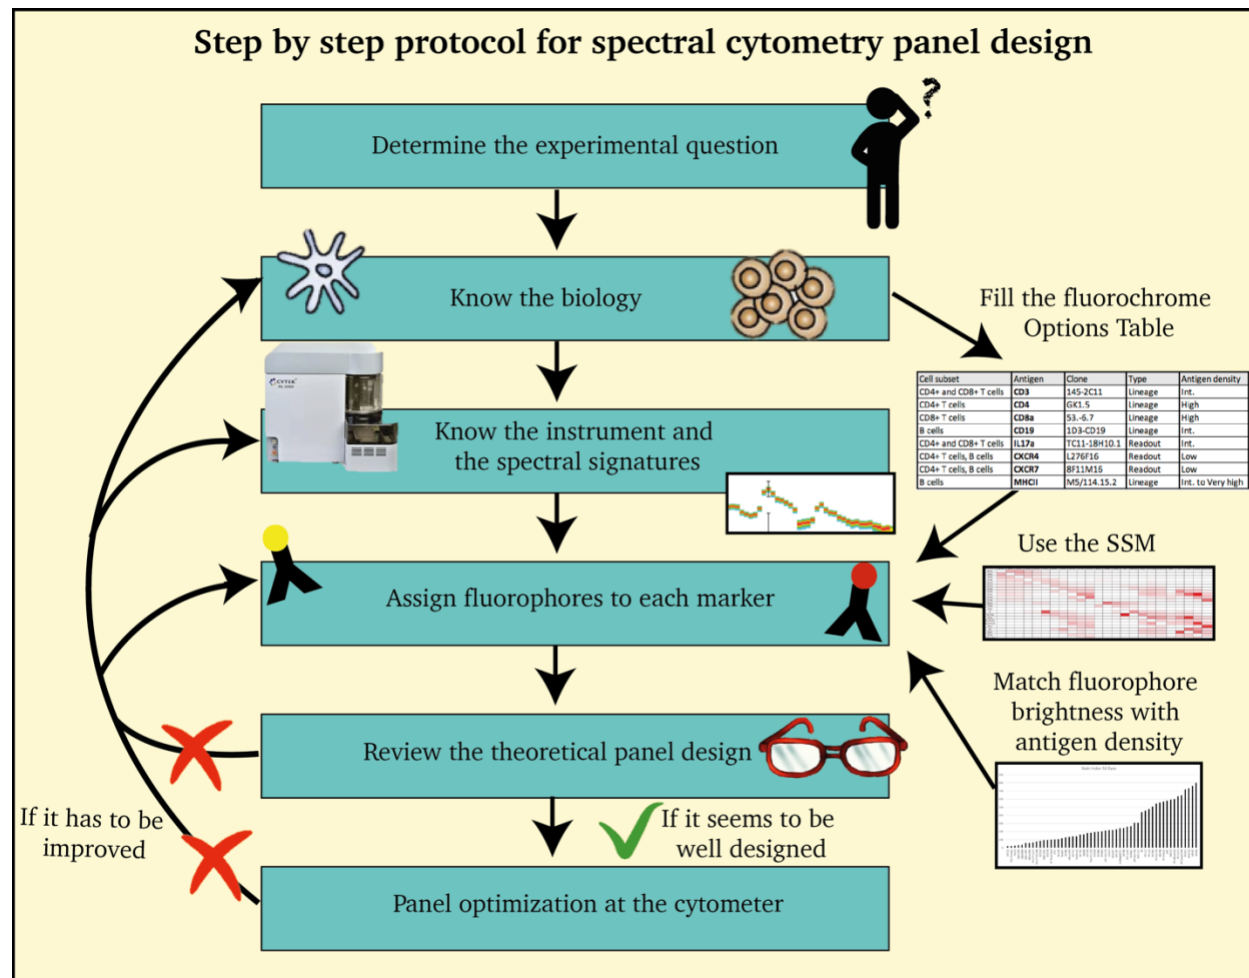 Step by step protocol for spectral cytometry panel design
Determine the experimental question
?
Know the biology
Fill the fluorochrome
Options Table
Cell subset Antigen Clone Type Antigen density
CD4+ and CD8+ T cells CD3 145-2C11 Lineage Int.
CD4+ T cells CD4 GK1.5 Lineage High
CD8+ T cells CD8a 53.-6.7 Lineage High
B cells CD19 1D3-CD19 Lineage Int.
CD4+ and CD8+ T cells IL17a TC11-18H10.1 Readout Int.
CD4+ T cells, B cells CXCR4 L276F16 Readout Low
CD4+ T cells, B cells CXCR7 8F11M16 Readout Low
B cells MHCII M5/114.15.2 Lineage Int. to Very high
CYTEK
Know the instrument and
the spectral signatures
Use the SSM
Assign fluorophores to each marker
Match fluorophore
brightness with
antigen density
Review the theoretical panel design
If it has to be
improved
If it seems to be
well designed
Panel optimization at the cytometer